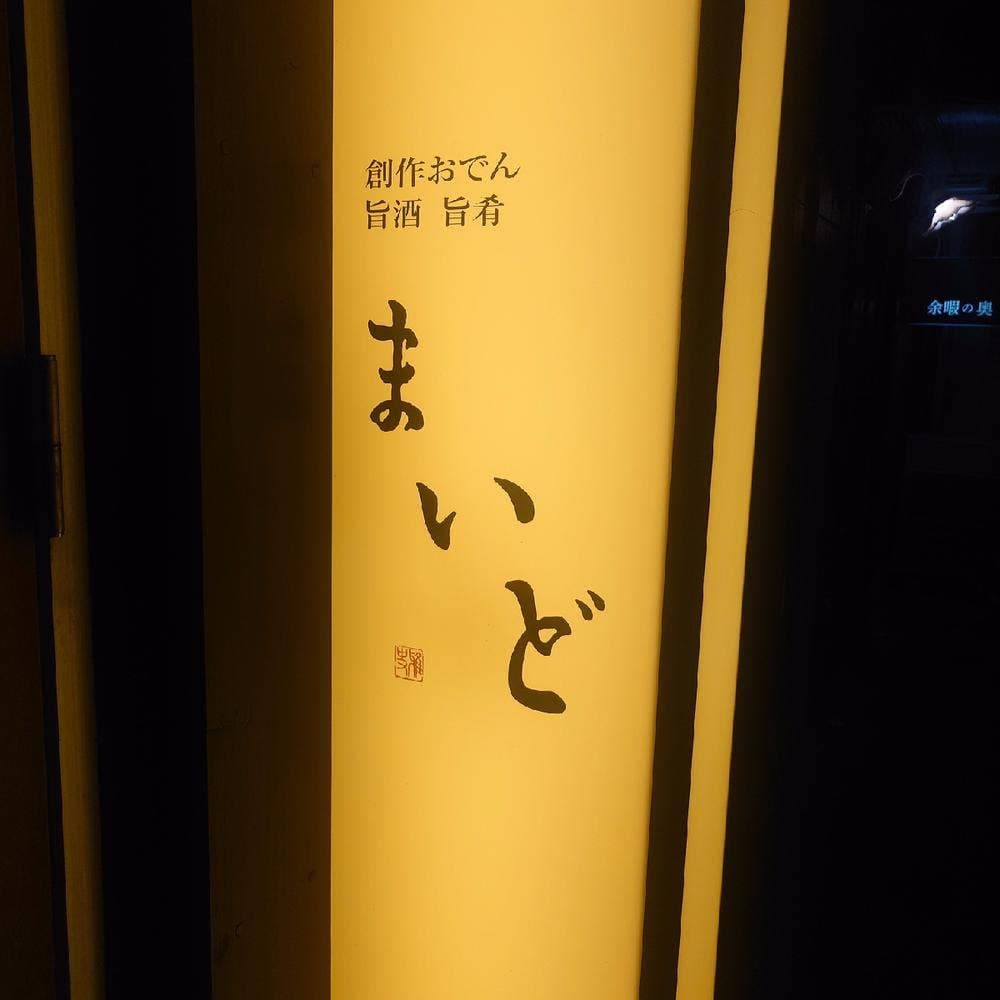 創作おでん
旨酒 旨肴
まいど
余暇の奥